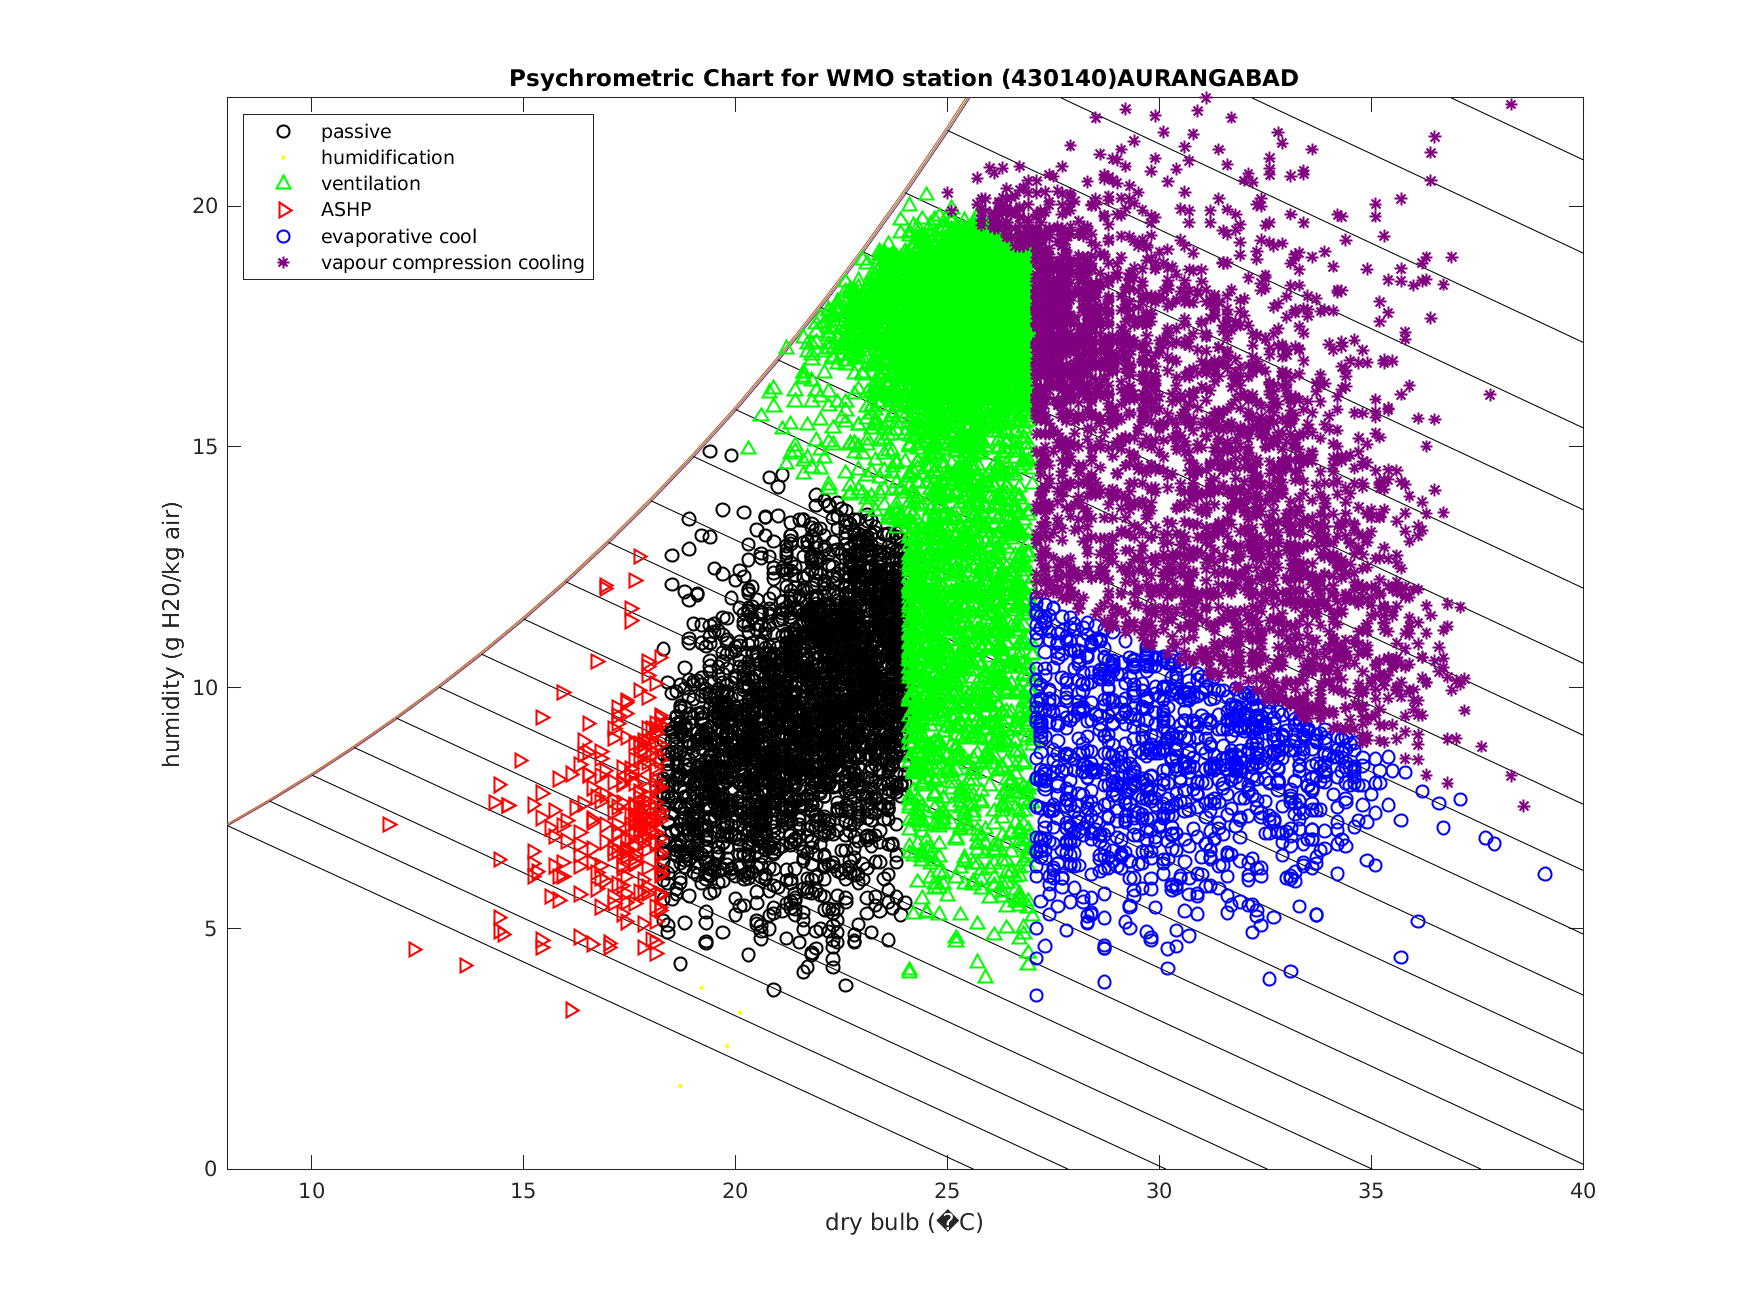 Psychrometric Chart for WMO station (430140)AURANGABAD
passive
humidification
ventilation
ASHP
evaporative cool
vapour compression cooling
humidity (g H20/kg air)
20
15
10
5
0
10 15 20 25 30 35 40
dry bulb (�C)